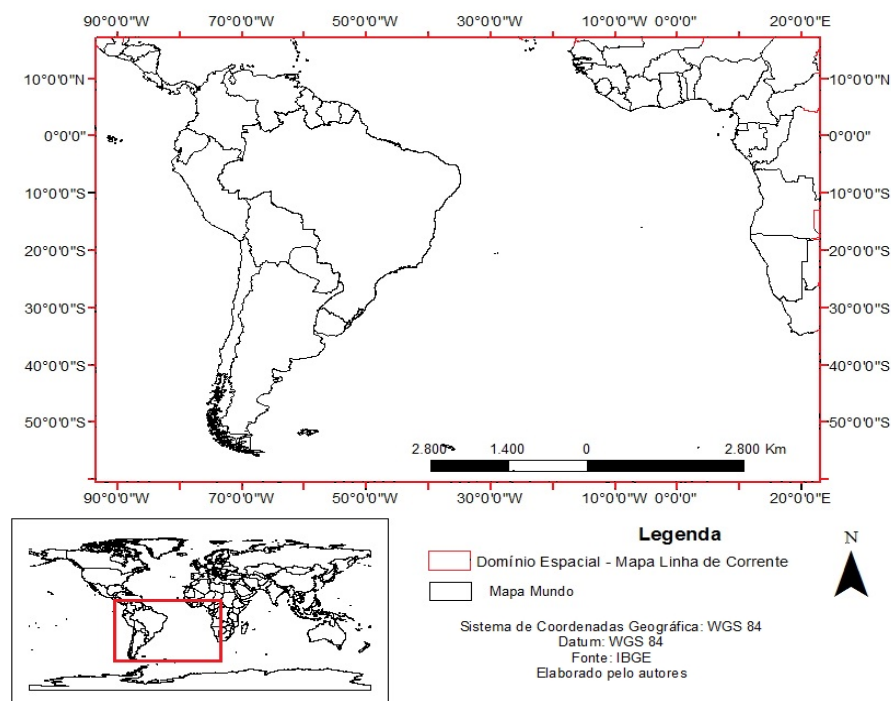 90°0'0"W 70°0'0"W 50°0'0"W 30°0'0"W 10°0'0"W 0°0'0" 20°0'0"E
10°0'0"N 10°0'0"N
0°0'0" 0°0'0"
10°0'0"S 10°0'0"S
20°0'0"S 20°0'0"S
30°0'0"S 30°0'0"S
40°0'0"S 40°0'0"S
50°0'0"S 50°0'0"S
2.800 1.400 0 2.800 Km
90°0'0"W 70°0'0"W 50°0'0"W 30°0'0"W 10°0'0"W 0°0'0" 20°0'0"E
Legenda
N
Domínio Espacial - Mapa Linha de Corrente
Mapa Mundo
Sistema de Coordenadas Geográfica: WGS 84
Datum: WGS 84
Fonte: IBGE
Elaborado pelo autores